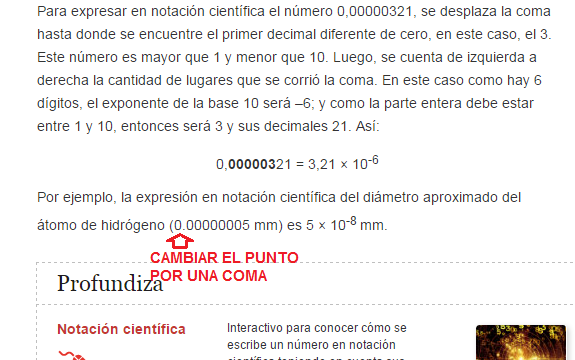 Para expresar en notación científica el número 0,00000321, se desplaza la coma
hasta donde se encuentre el primer decimal diferente de cero, en este caso, el 3.
Este número es mayor que 1 y menor que 10. Luego, se cuenta de izquierda a
derecha la cantidad de lugares que se corrió la coma. En este caso como hay 6
dígitos, el exponente de la base 10 será –6; y como la parte entera debe estar
entre 1 y 10, entonces será 3 y sus decimales 21. Así:
0,00000321 = 3,21 × 10⁻⁶
Por ejemplo, la expresión en notación científica del diámetro aproximado del
átomo de hidrógeno (0.00000005 mm) es 5 × 10⁻⁸ mm.
CAMBIAR EL PUNTO
POR UNA COMA
Profundiza
Notación científica
Interactivo para conocer cómo se
escribe un número en notación
científica teniendo en cuenta sus